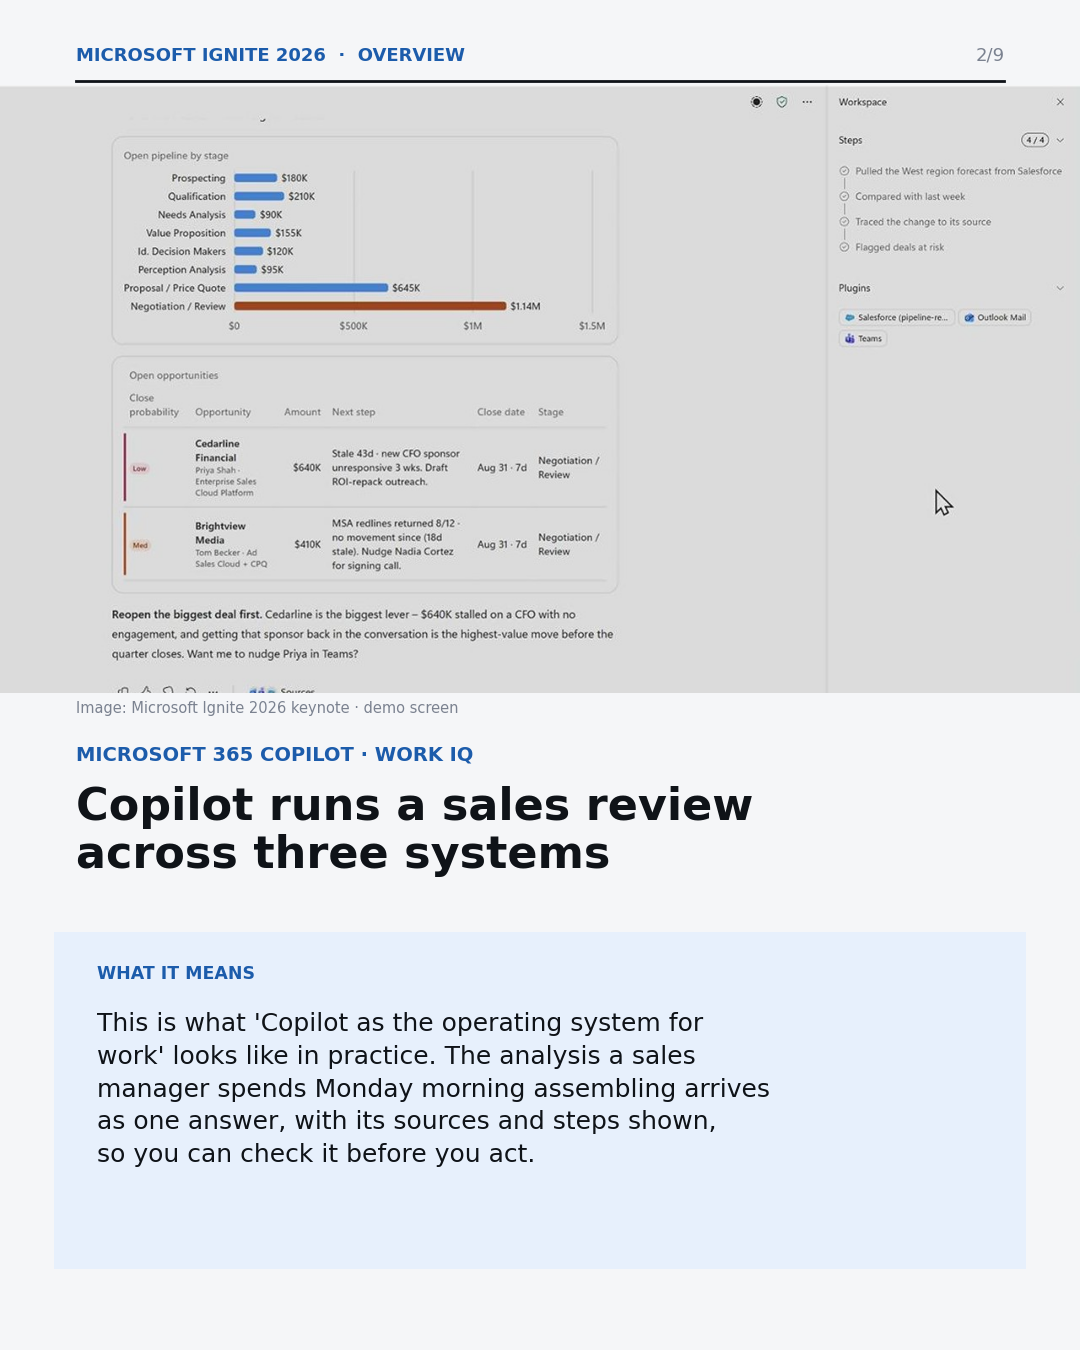 MICROSOFT IGNITE 2026 · OVERVIEW
2/9
Workspace
Steps
4 / 4
Pulled the West region forecast from Salesforce
Compared with last week
Traced the change to its source
Flagged deals at risk
Plugins
Salesforce (pipeline-re...
Outlook Mail
Teams
Open pipeline by stage
Prospecting $180K
Qualification $210K
Needs Analysis $90K
Value Proposition $155K
Id. Decision Makers $120K
Perception Analysis $95K
Proposal / Price Quote $645K
Negotiation / Review $1.14M
$0 $500K $1M $1.5M
Open opportunities
Close
probability Opportunity Amount Next step Close date Stage
Low
Cedarline
Financial
Priya Shah ·
Enterprise Sales
Cloud Platform
$640K
Stale 43d · new CFO sponsor
unresponsive 3 wks. Draft
ROI-repack outreach.
Aug 31 · 7d
Negotiation /
Review
Med
Brightview
Media
Tom Becker · Ad
Sales Cloud + CPQ
$410K
MSA redlines returned 8/12 ·
no movement since (18d
stale). Nudge Nadia Cortez
for signing call.
Aug 31 · 7d
Negotiation /
Review
Reopen the biggest deal first. Cedarline is the biggest lever – $640K stalled on a CFO with no
engagement, and getting that sponsor back in the conversation is the highest-value move before the
quarter closes. Want me to nudge Priya in Teams?
Sources
Image: Microsoft Ignite 2026 keynote · demo screen
MICROSOFT 365 COPILOT · WORK IQ
Copilot runs a sales review
across three systems
WHAT IT MEANS
This is what 'Copilot as the operating system for
work' looks like in practice. The analysis a sales
manager spends Monday morning assembling arrives
as one answer, with its sources and steps shown,
so you can check it before you act.